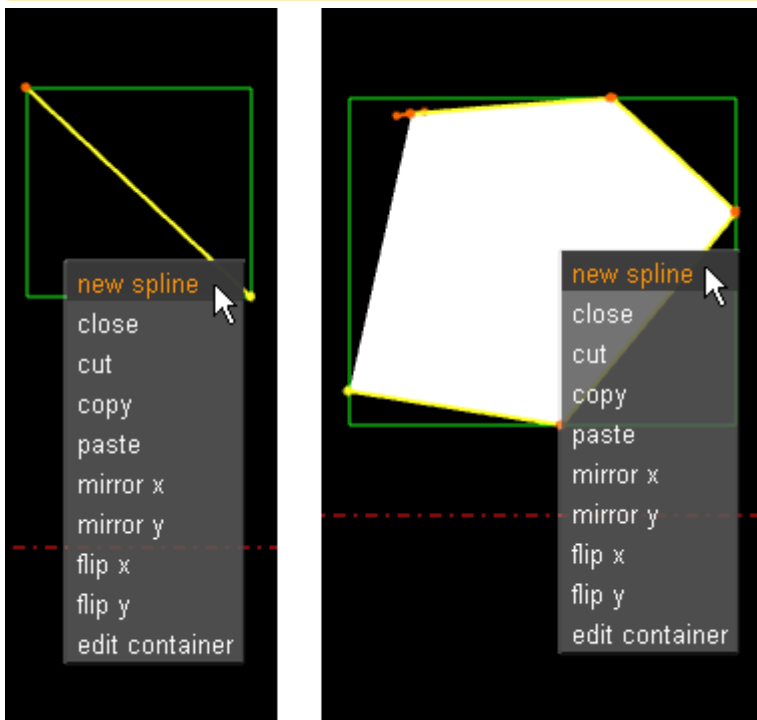 new spline
close
cut
copy
paste
mirror x
mirror y
flip x
flip y
edit container
new spline
close
cut
copy
paste
mirror x
mirror y
flip x
flip y
edit container